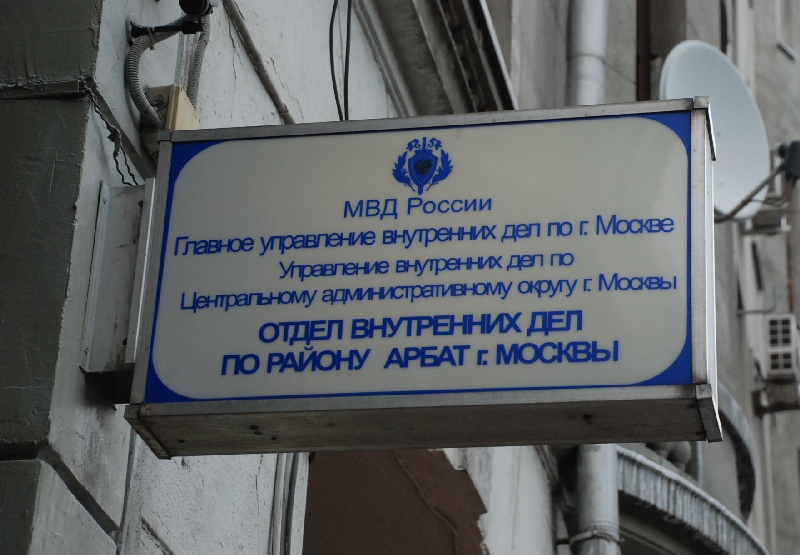 МВД России
Главное управление внутренних дел по г. Москве
Управление внутренних дел по
Центральному административному округу г. Москвы
ОТДЕЛ ВНУТРЕННИХ ДЕЛ
ПО РАЙОНУ АРБАТ г. МОСКВЫ